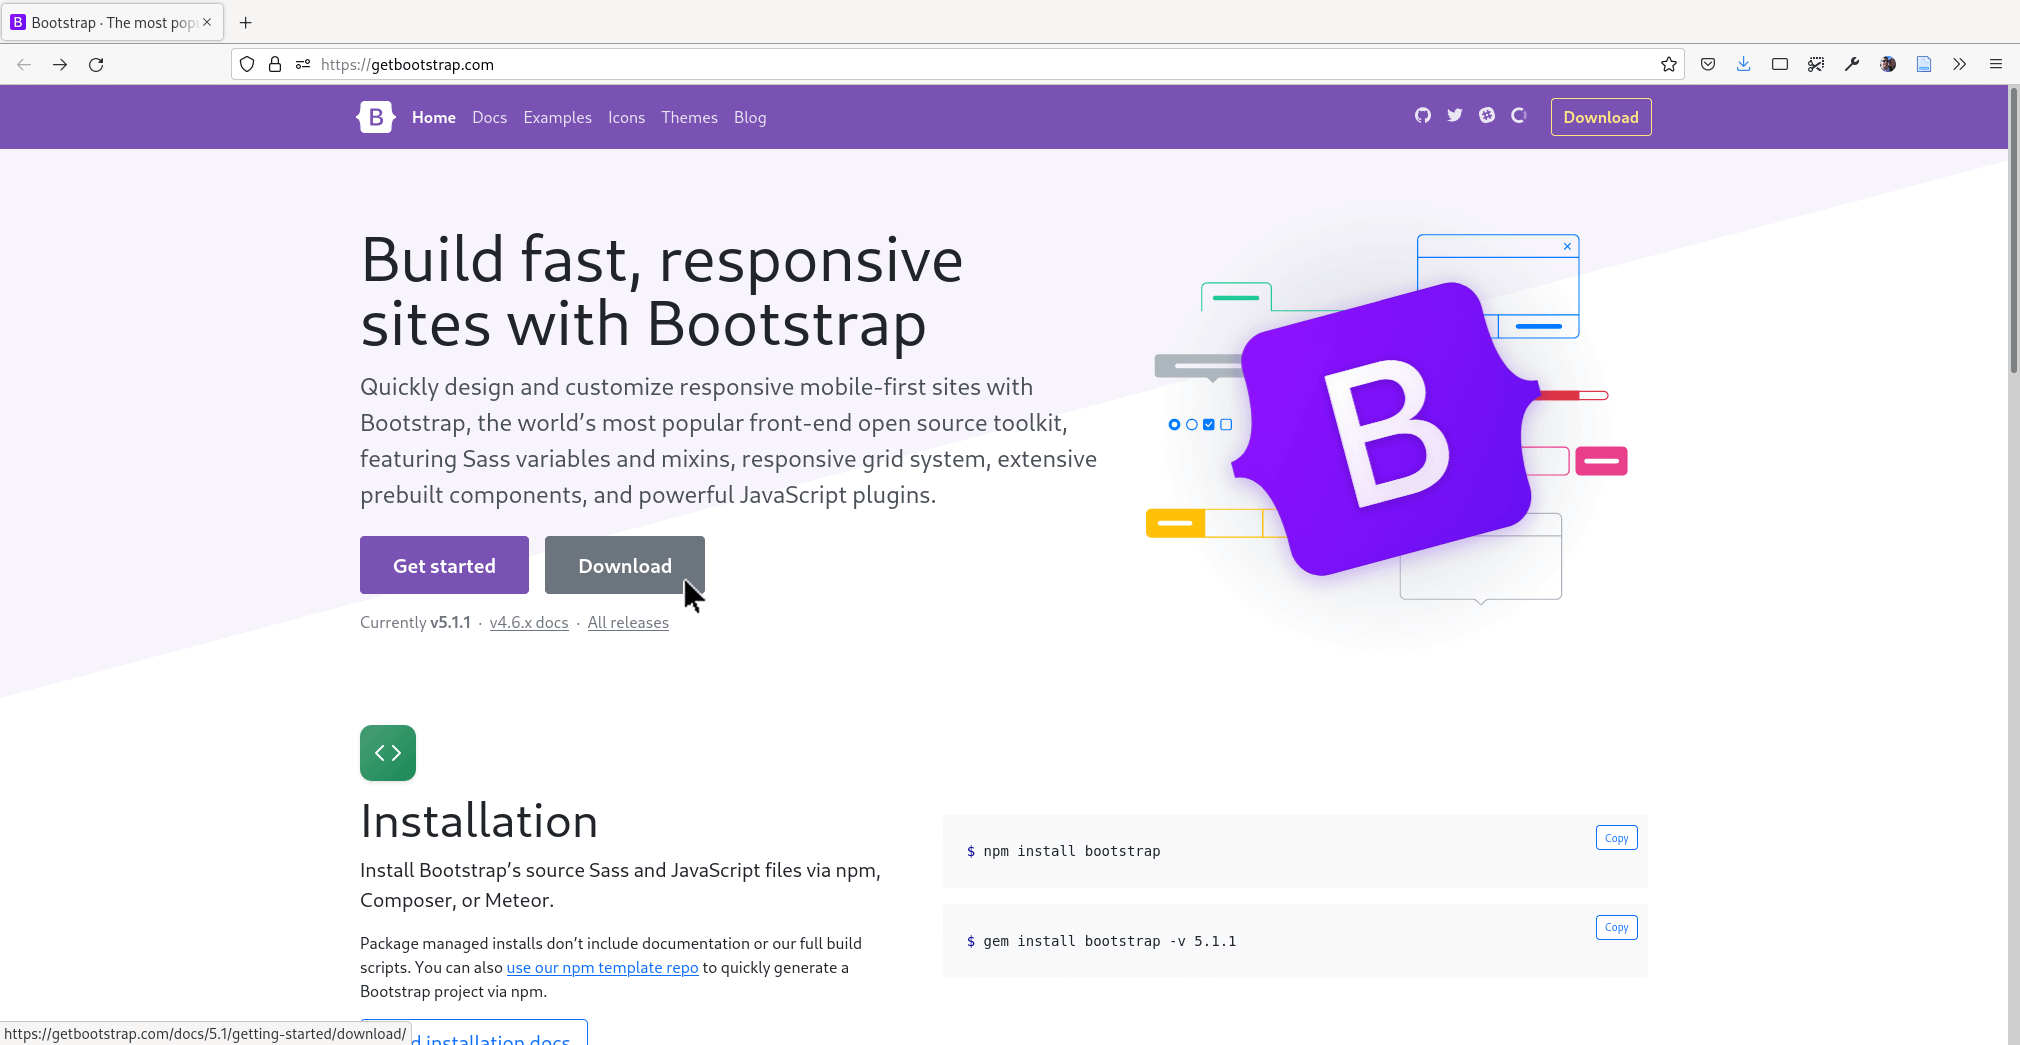 B Bootstrap · The most pop
https://getbootstrap.com
B Home Docs Examples Icons Themes Blog Download
Build fast, responsive
sites with Bootstrap
Quickly design and customize responsive mobile-first sites with
Bootstrap, the world’s most popular front-end open source toolkit,
featuring Sass variables and mixins, responsive grid system, extensive
prebuilt components, and powerful JavaScript plugins.
B
Get started Download
Currently v5.1.1 · v4.6.x docs · All releases
Installation
Install Bootstrap’s source Sass and JavaScript files via npm,
Composer, or Meteor.
Package managed installs don’t include documentation or our full build
scripts. You can also use our npm template repo to quickly generate a
Bootstrap project via npm.
$ npm install bootstrap
Copy
$ gem install bootstrap -v 5.1.1
Copy
https://getbootstrap.com/docs/5.1/getting-started/download/
d installation docs